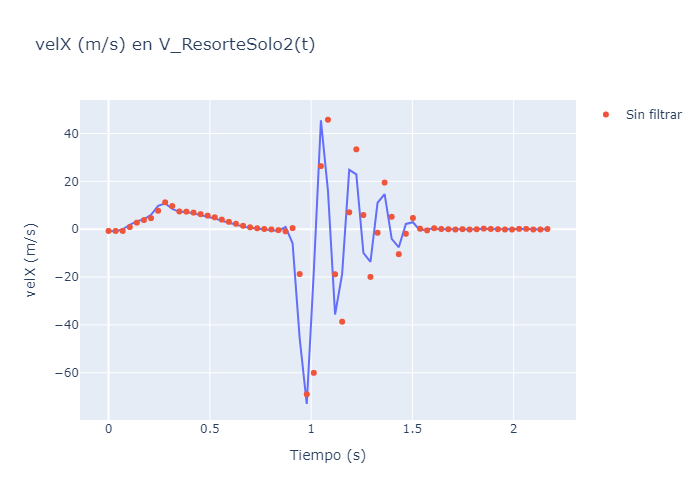 velX (m/s) en V_ResorteSolo2(t)
Sin filtrar
40
20
0
−20
−40
−60
velX (m/s)
0
0.5
1
1.5
2
Tiempo (s)